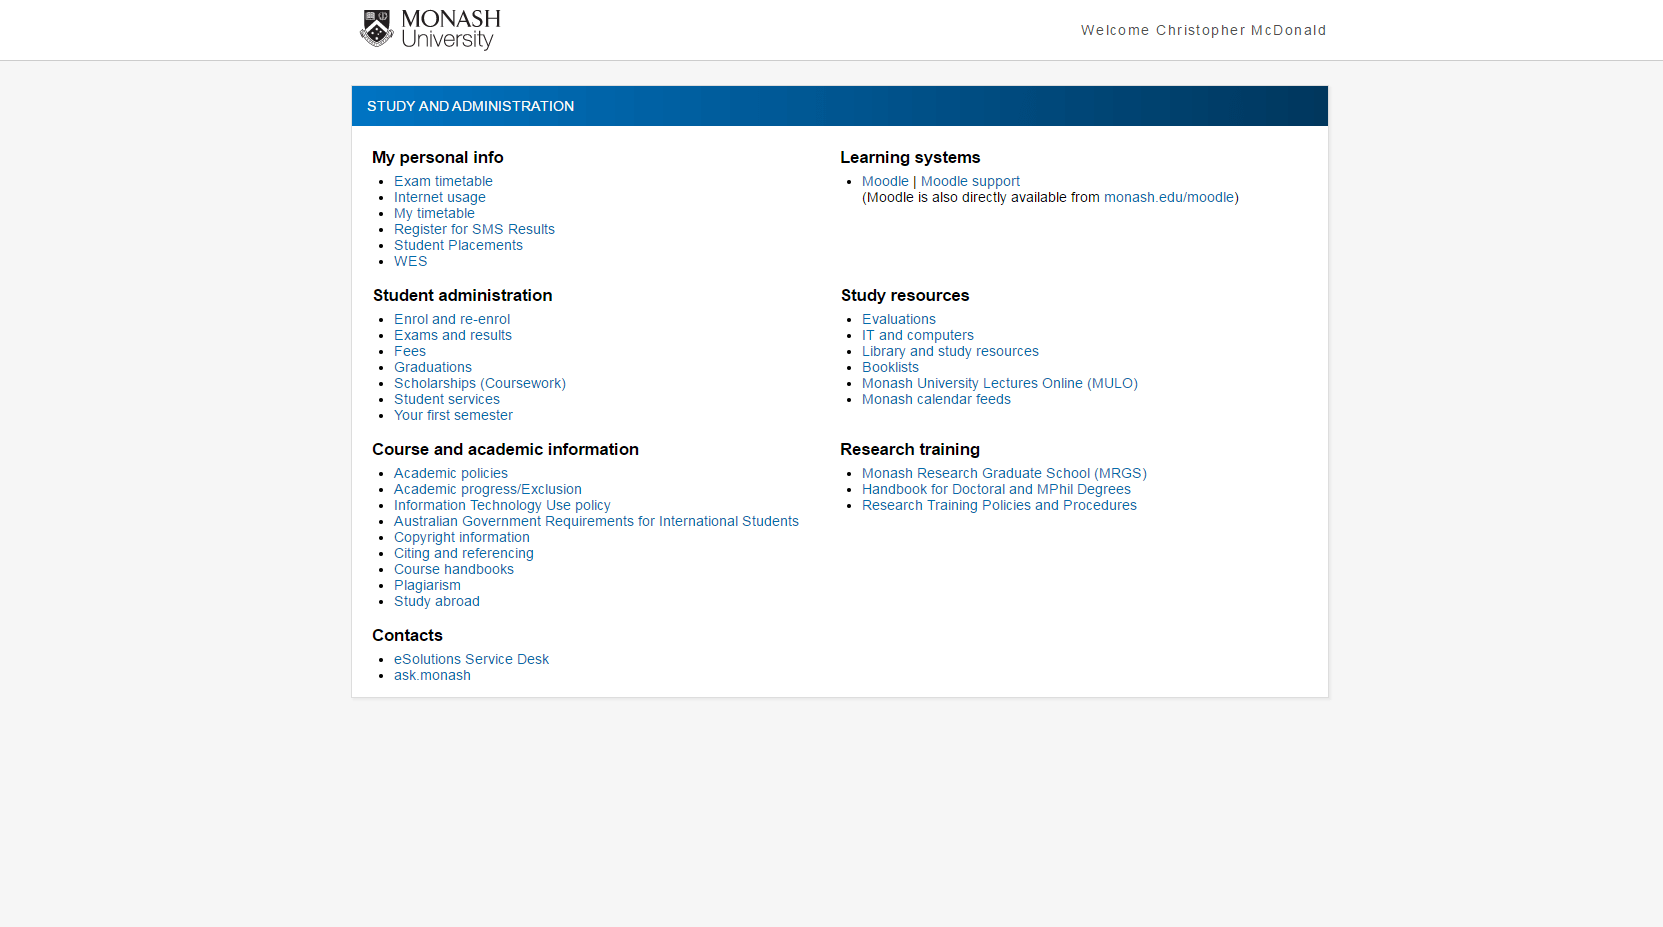 MONASH
University
Welcome Christopher McDonald
STUDY AND ADMINISTRATION
My personal info
Exam timetable
Internet usage
My timetable
Register for SMS Results
Student Placements
WES
Learning systems
Moodle | Moodle support
(Moodle is also directly available from monash.edu/moodle)
Student administration
Enrol and re-enrol
Exams and results
Fees
Graduations
Scholarships (Coursework)
Student services
Your first semester
Study resources
Evaluations
IT and computers
Library and study resources
Booklists
Monash University Lectures Online (MULO)
Monash calendar feeds
Course and academic information
Academic policies
Academic progress/Exclusion
Information Technology Use policy
Australian Government Requirements for International Students
Copyright information
Citing and referencing
Course handbooks
Plagiarism
Study abroad
Research training
Monash Research Graduate School (MRGS)
Handbook for Doctoral and MPhil Degrees
Research Training Policies and Procedures
Contacts
eSolutions Service Desk
ask.monash